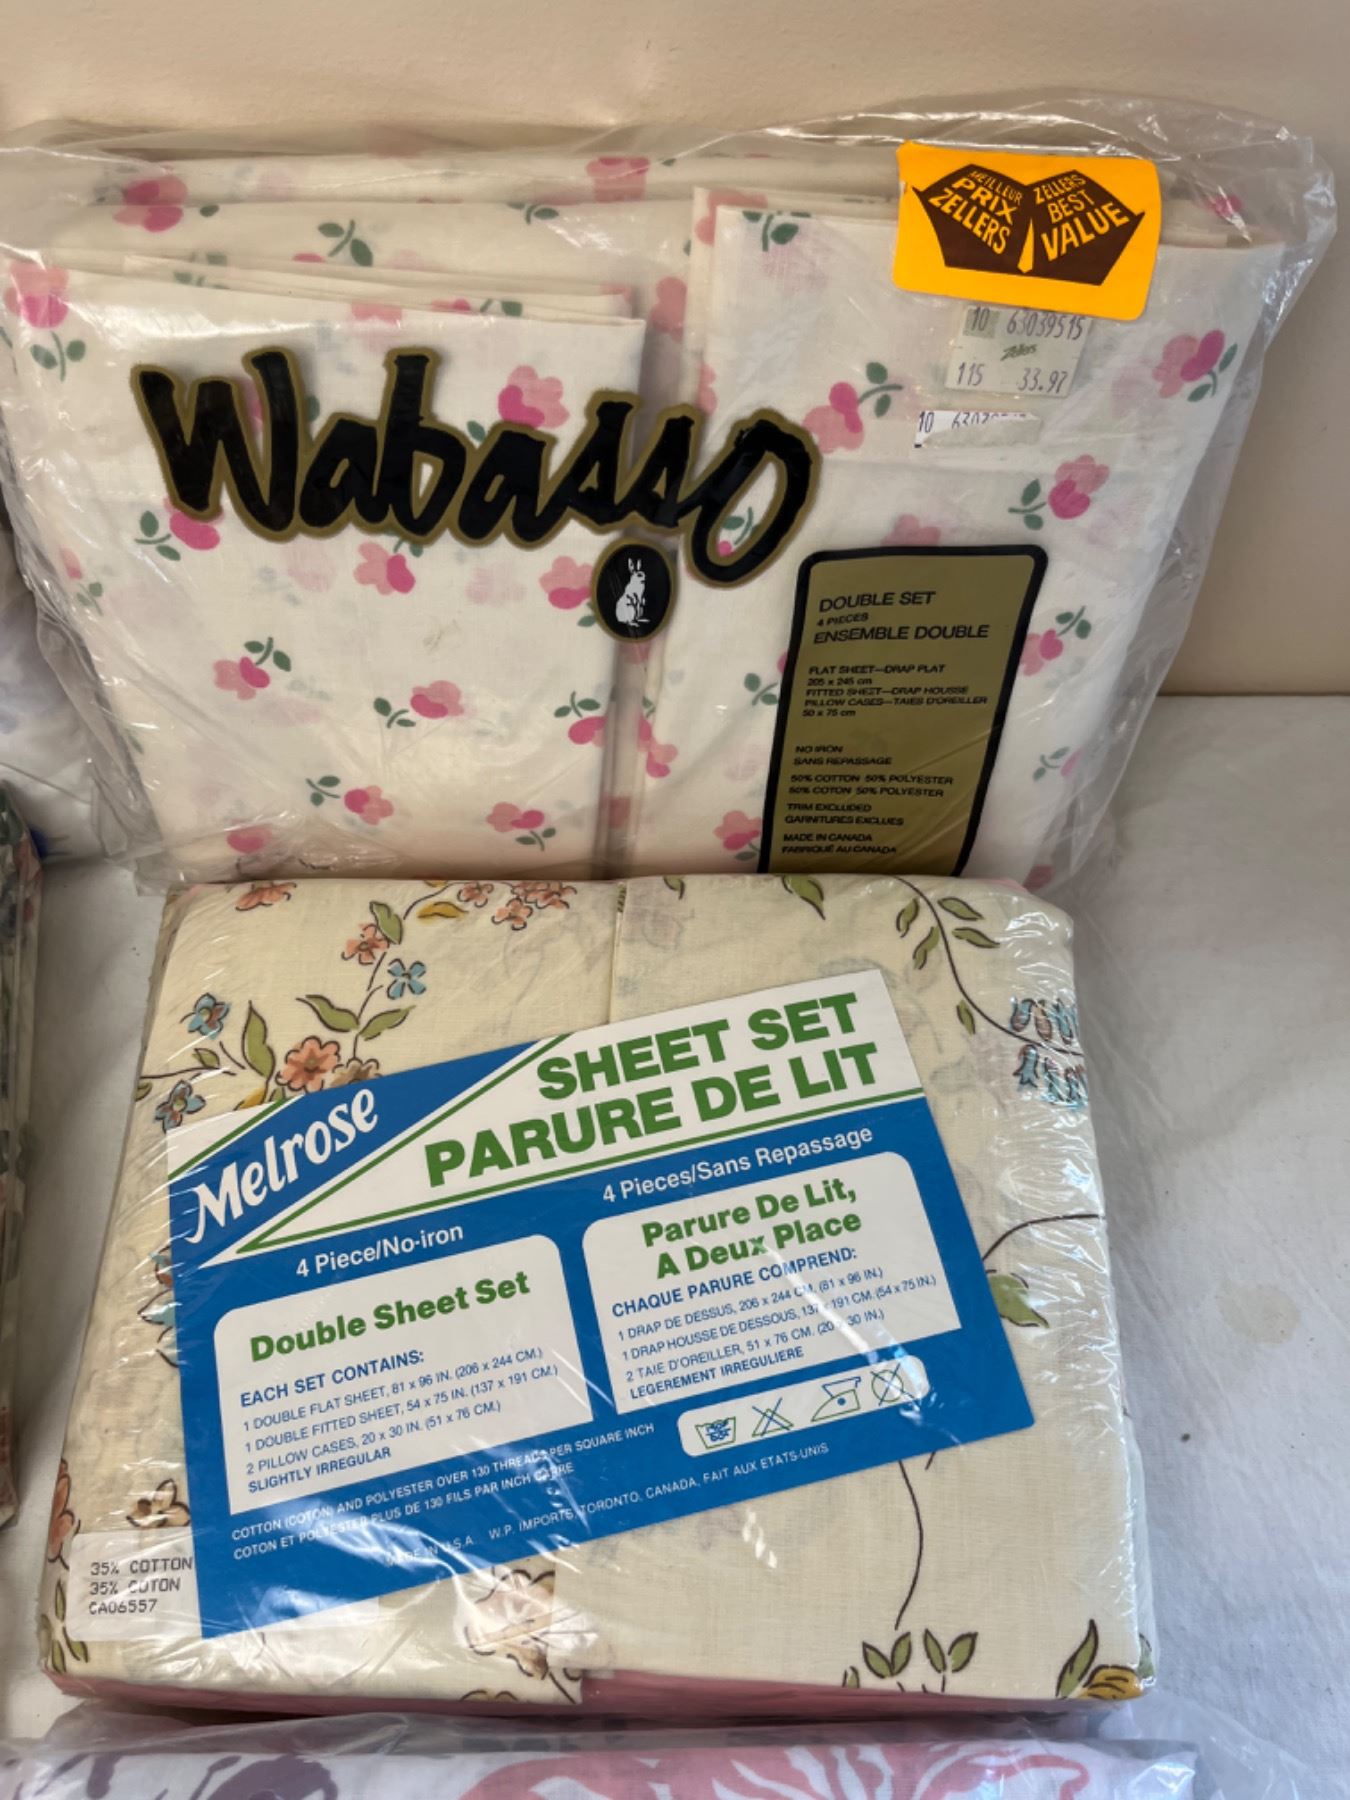 MEILLEUR
PRIX
ZELLERS
ZELLERS
BEST
VALUE
10 63039515
Zellers
115 33.97
10
Wabasso
DOUBLE SET
4 PIECES
ENSEMBLE DOUBLE
FLAT SHEET—DRAP PLAT
205 x 245 cm
FITTED SHEET—DRAP HOUSSE
PILLOW CASES—TAIES D'OREILLER
50 x 75 cm
NO IRON
SANS REPASSAGE
50% COTTON 50% POLYESTER
50% COTON 50% POLYESTER
TRIM EXCLUDED
GARNITURES EXCLUES
MADE IN CANADA
FABRIQUÉ AU CANADA
Melrose
SHEET SET
PARURE DE LIT
4 Piece/No-iron
Double Sheet Set
EACH SET CONTAINS:
1 DOUBLE FLAT SHEET, 81 x 96 IN. (206 x 244 CM.)
1 DOUBLE FITTED SHEET, 54 x 75 IN. (137 x 191 CM.)
2 PILLOW CASES, 20 x 30 IN. (51 x 76 CM.)
SLIGHTLY IRREGULAR
4 Pieces/Sans Repassage
Parure De Lit,
A Deux Place
CHAQUE PARURE COMPREND:
1 DRAP DE DESSUS, 206 x 244 CM. (81 x 96 IN.)
1 DRAP HOUSSE DE DESSOUS, 137 x 191 CM. (54 x 75 IN.)
2 TAIE D'OREILLER, 51 x 76 CM. (20 x 30 IN.)
LEGEREMENT IRREGULIERE
COTTON (COTON) AND POLYESTER OVER 130 THREADS PER SQUARE INCH
COTON ET POLYESTER PLUS DE 130 FILS PAR INCH CARRE
MADE IN U.S.A. W.P. IMPORTS, TORONTO, CANADA, FAIT AUX ETATS-UNIS
35% COTTON
35% COTON
CA06557